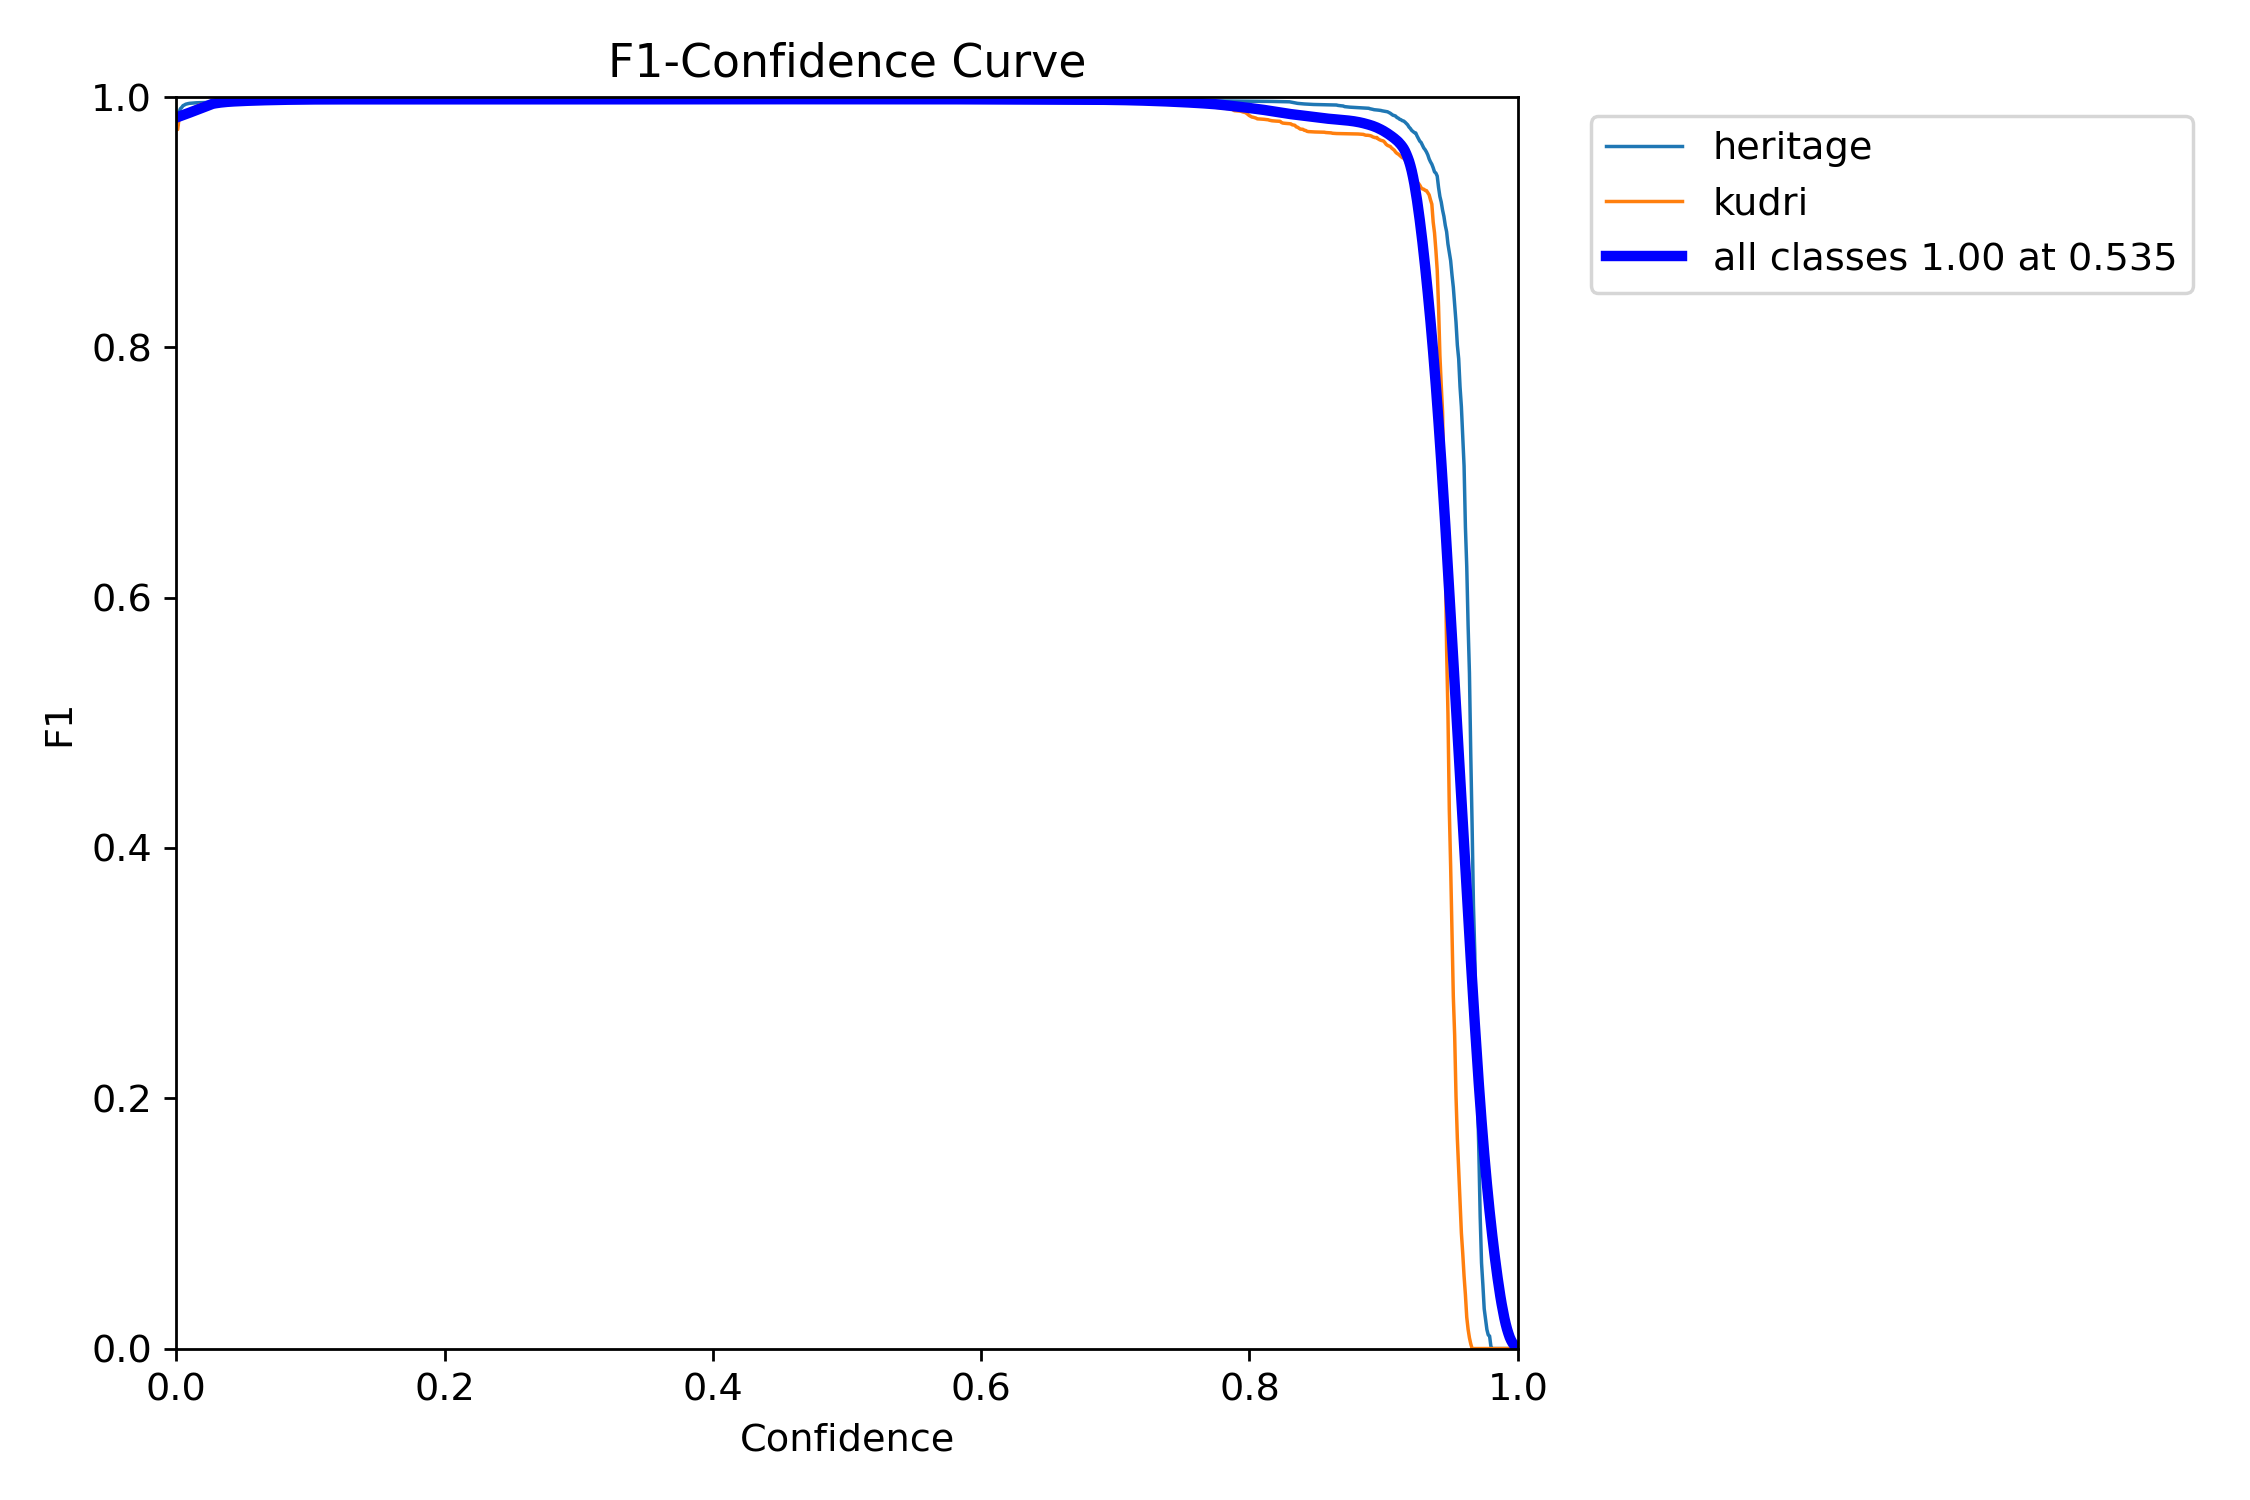 F1-Confidence Curve
1.0
0.8
0.6
0.4
0.2
0.0
F1
0.0 0.2 0.4 0.6 0.8 1.0
Confidence
heritage
kudri
all classes 1.00 at 0.535